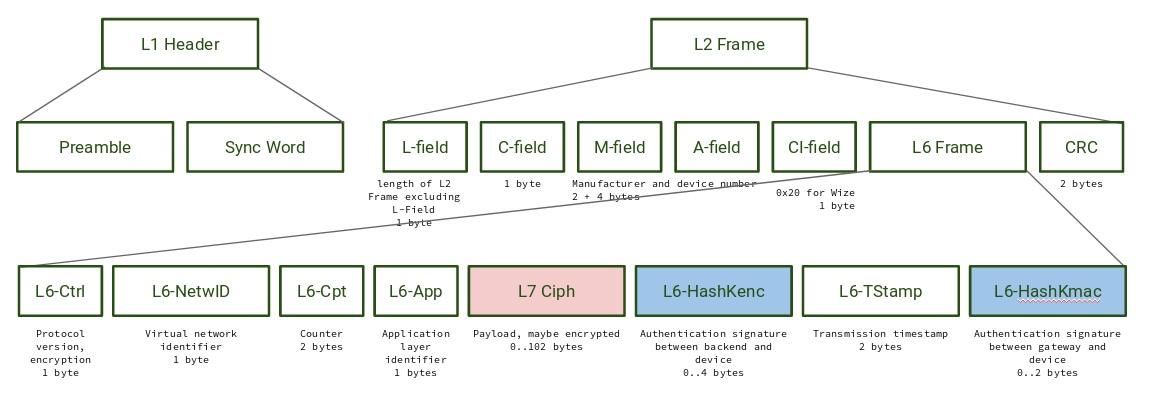 L1 Header
L2 Frame
Preamble
Sync Word
L-field
C-field
M-field
A-field
CI-field
L6 Frame
CRC
length of L2
Frame excluding
L-Field
1 byte
1 byte
Manufacturer and device number
2 + 4 bytes
0x20 for Wize
1 byte
2 bytes
L6-Ctrl
L6-NetwID
L6-Cpt
L6-App
L7 Ciph
L6-HashKenc
L6-TStamp
L6-HashKmac
Protocol
version,
encryption
1 byte
Virtual network
identifier
1 byte
Counter
2 bytes
Application
layer
identifier
1 bytes
Payload, maybe encrypted
0..102 bytes
Authentication signature
between backend and
device
0..4 bytes
Transmission timestamp
2 bytes
Authentication signature
between gateway and
device
0..2 bytes